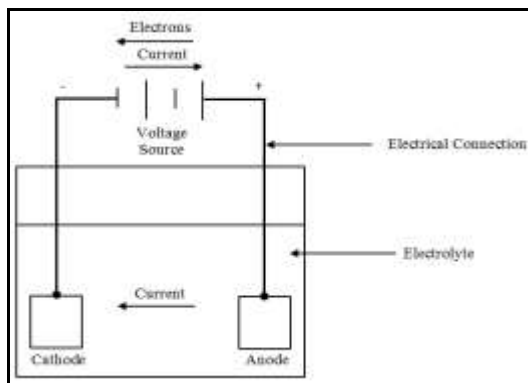 Electrons
Current
- +
Voltage
Source
Electrical Connection
Electrolyte
Current
Cathode
Anode